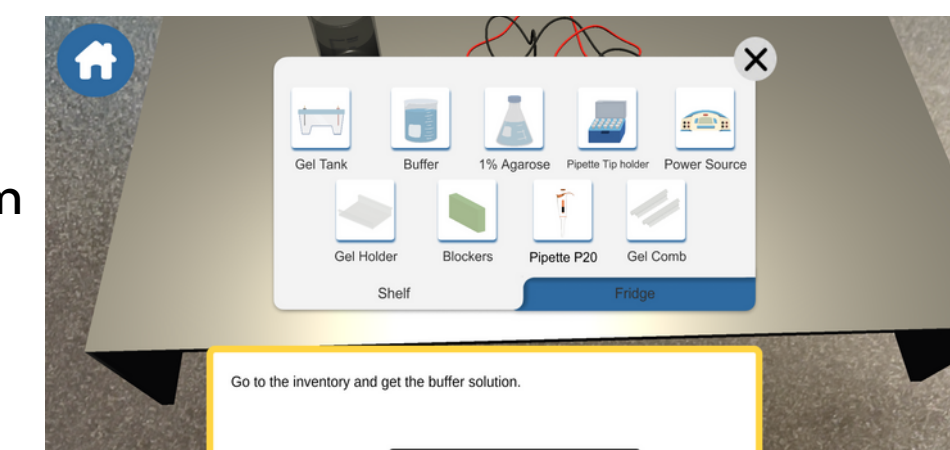 m
Gel Tank Buffer 1% Agarose Pipette Tip holder Power Source
Gel Holder Blockers Pipette P20 Gel Comb
Shelf Fridge
Go to the inventory and get the buffer solution.